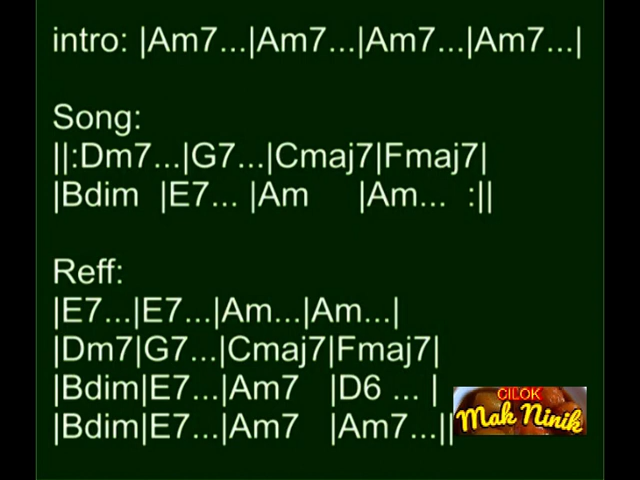 intro: |Am7...|Am7...|Am7...|Am7...|
Song:
||:Dm7...|G7...|Cmaj7|Fmaj7|
|Bdim |E7... |Am |Am... :||
Reff:
|E7...|E7...|Am...|Am...|
|Dm7|G7...|Cmaj7|Fmaj7|
|Bdim|E7...|Am7 |D6 ... |
|Bdim|E7...|Am7 |Am7...||
CILOK
Mak Ninik